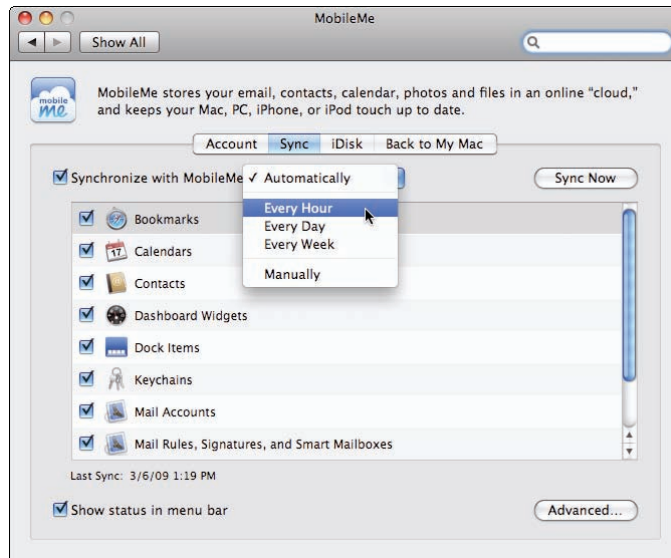 MobileMe
Show All
mobile
me
MobileMe stores your email, contacts, calendar, photos and files in an online “cloud,”
and keeps your Mac, PC, iPhone, or iPod touch up to date.
Account Sync iDisk Back to My Mac
Synchronize with MobileMe ✓ Automatically Sync Now
Every Hour
Every Day
Every Week
Manually
Bookmarks
17 Calendars
Contacts
Dashboard Widgets
Dock Items
Keychains
Mail Accounts
Mail Rules, Signatures, and Smart Mailboxes
Last Sync: 3/6/09 1:19 PM
Show status in menu bar Advanced...